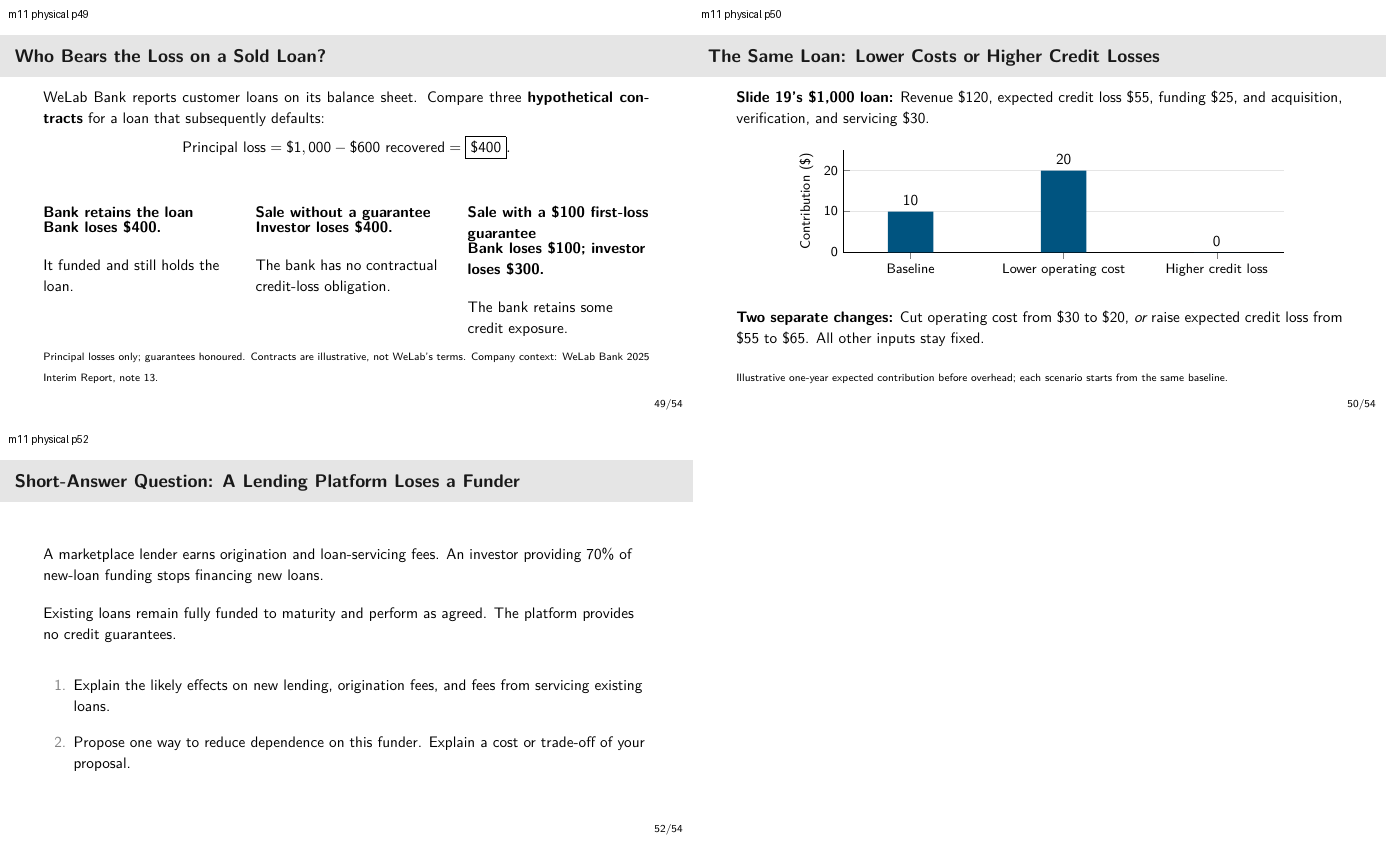 m11 physical p49
Who Bears the Loss on a Sold Loan?
WeLab Bank reports customer loans on its balance sheet. Compare three hypothetical con-
tracts for a loan that subsequently defaults:
Principal loss = $1,000 − $600 recovered = $400.
Bank retains the loan
Bank loses $400.
It funded and still holds the
loan.
Sale without a guarantee
Investor loses $400.
The bank has no contractual
credit-loss obligation.
Sale with a $100 first-loss
guarantee
Bank loses $100; investor
loses $300.
The bank retains some
credit exposure.
Principal losses only; guarantees honoured. Contracts are illustrative, not WeLab's terms. Company context: WeLab Bank 2025
Interim Report, note 13.
49/54
m11 physical p50
The Same Loan: Lower Costs or Higher Credit Losses
Slide 19's $1,000 loan: Revenue $120, expected credit loss $55, funding $25, and acquisition,
verification, and servicing $30.
Contribution ($)
20
10
0
10
20
0
Baseline
Lower operating cost
Higher credit loss
Two separate changes: Cut operating cost from $30 to $20, or raise expected credit loss from
$55 to $65. All other inputs stay fixed.
Illustrative one-year expected contribution before overhead; each scenario starts from the same baseline.
50/54
m11 physical p52
Short-Answer Question: A Lending Platform Loses a Funder
A marketplace lender earns origination and loan-servicing fees. An investor providing 70% of
new-loan funding stops financing new loans.
Existing loans remain fully funded to maturity and perform as agreed. The platform provides
no credit guarantees.
1. Explain the likely effects on new lending, origination fees, and fees from servicing existing
loans.
2. Propose one way to reduce dependence on this funder. Explain a cost or trade-off of your
proposal.
52/54